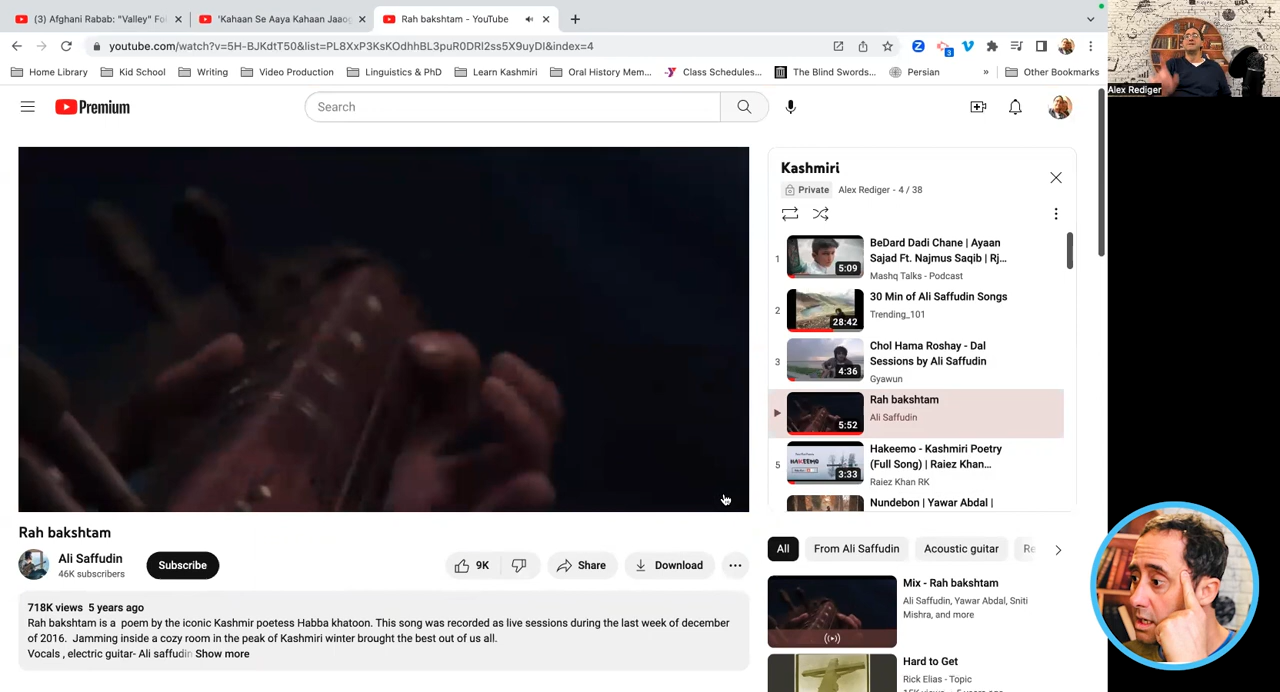 (3) Afghani Rabab: "Valley" Fo
'Kahaan Se Aaya Kahaan Jaaog
Rah bakshtam - YouTube
youtube.com/watch?v=5H-BJKdtT50&list=PL8XxP3KsKOdhhBL3puR0DRI2ss5X9uyDI&index=4
3
Home Library
Kid School
Writing
Video Production
Linguistics & PhD
Learn Kashmiri
Oral History Mem...
Class Schedules...
The Blind Swords...
Persian
»
Other Bookmarks
Alex Rediger
Premium
Search
Kashmiri
Private Alex Rediger - 4 / 38
1
5:09
BeDard Dadi Chane | Ayaan
Sajad Ft. Najmus Saqib | Rj...
Mashq Talks - Podcast
2
28:42
30 Min of Ali Saffudin Songs
Trending_101
3
4:36
Chol Hama Roshay - Dal
Sessions by Ali Saffudin
Gyawun
5:52
Rah bakshtam
Ali Saffudin
5
HAKEEMO
3:33
Hakeemo - Kashmiri Poetry
(Full Song) | Raiez Khan...
Raiez Khan RK
Nundebon | Yawar Abdal |
Rah bakshtam
Ali Saffudin
46K subscribers
Subscribe
9K
Share
Download
718K views 5 years ago
Rah bakshtam is a poem by the iconic Kashmir potress Habba khatoon. This song was recorded as live sessions during the last week of december
of 2016. Jamming inside a cozy room in the peak of Kashmiri winter brought the best out of us all.
Vocals , electric guitar- Ali saffudin Show more
All
From Ali Saffudin
Acoustic guitar
Re
Mix - Rah bakshtam
Ali Saffudin, Yawar Abdal, Sniti
Mishra, and more
Hard to Get
Rick Elias - Topic